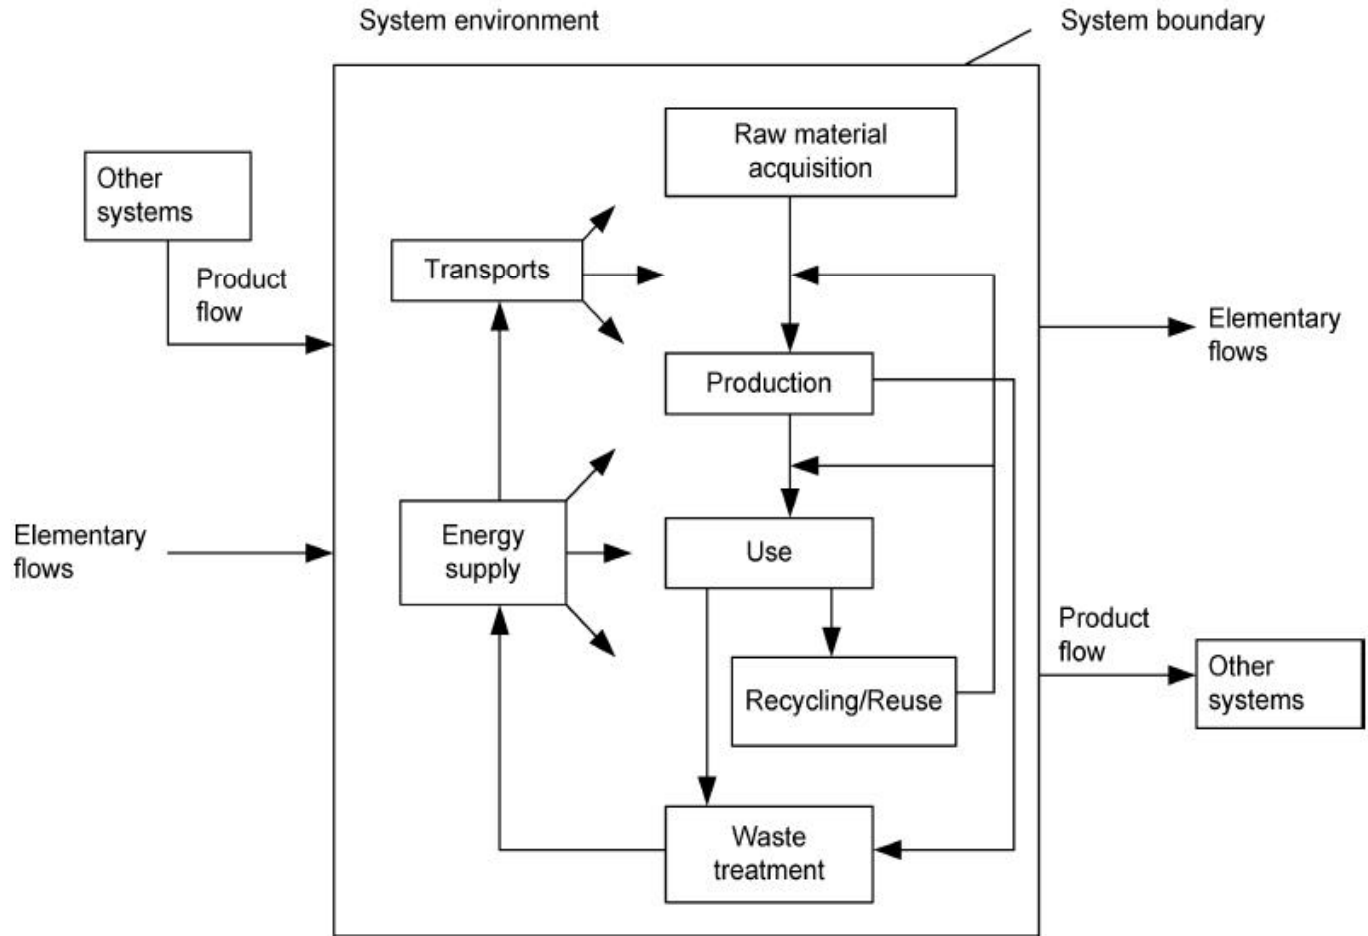 System environment
System boundary
Raw material
acquisition
Other
systems
Transports
Product
flow
Elementary
flows
Production
Elementary
flows
Energy
supply
Use
Product
flow
Other
systems
Recycling/Reuse
Waste
treatment